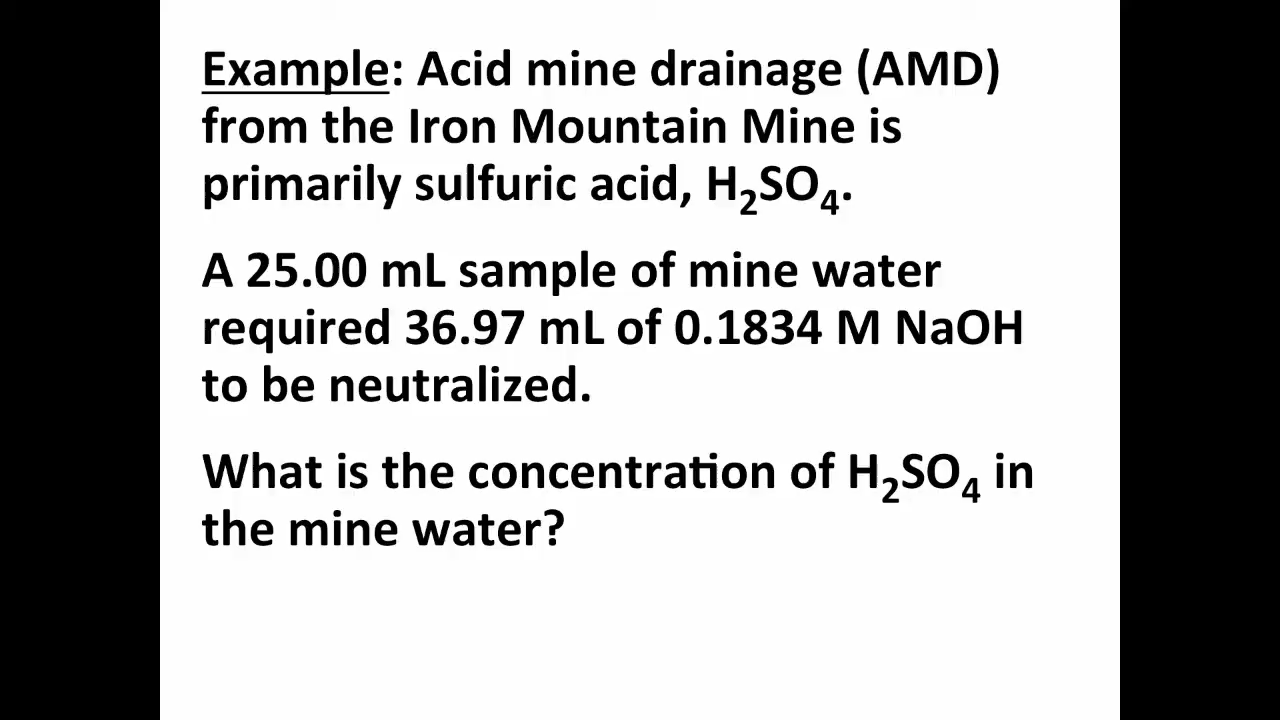 Example: Acid mine drainage (AMD)
from the Iron Mountain Mine is
primarily sulfuric acid, H₂SO₄.
A 25.00 mL sample of mine water
required 36.97 mL of 0.1834 M NaOH
to be neutralized.
What is the concentration of H₂SO₄ in
the mine water?